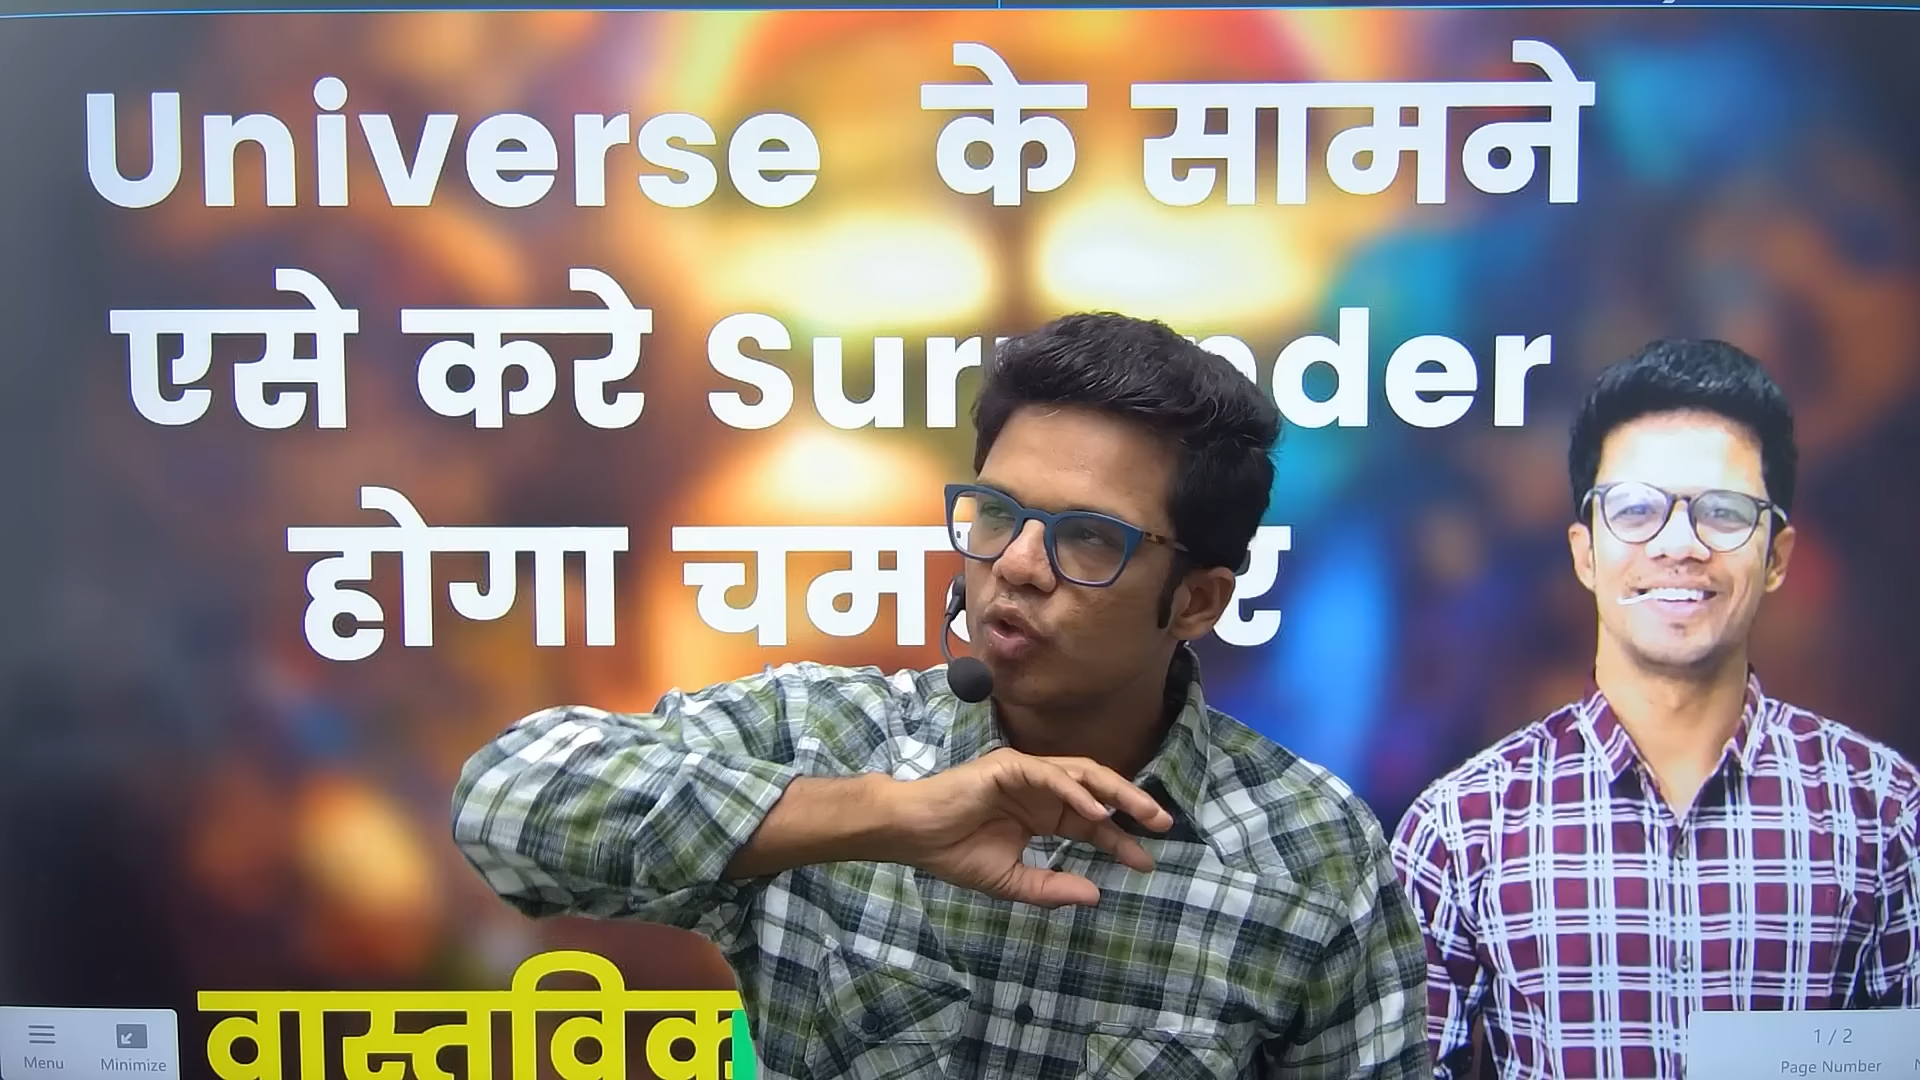 Universe के सामने
एसे करे
होगा
वास्तविक
Menu
Minimize
1 / 2
Page Number